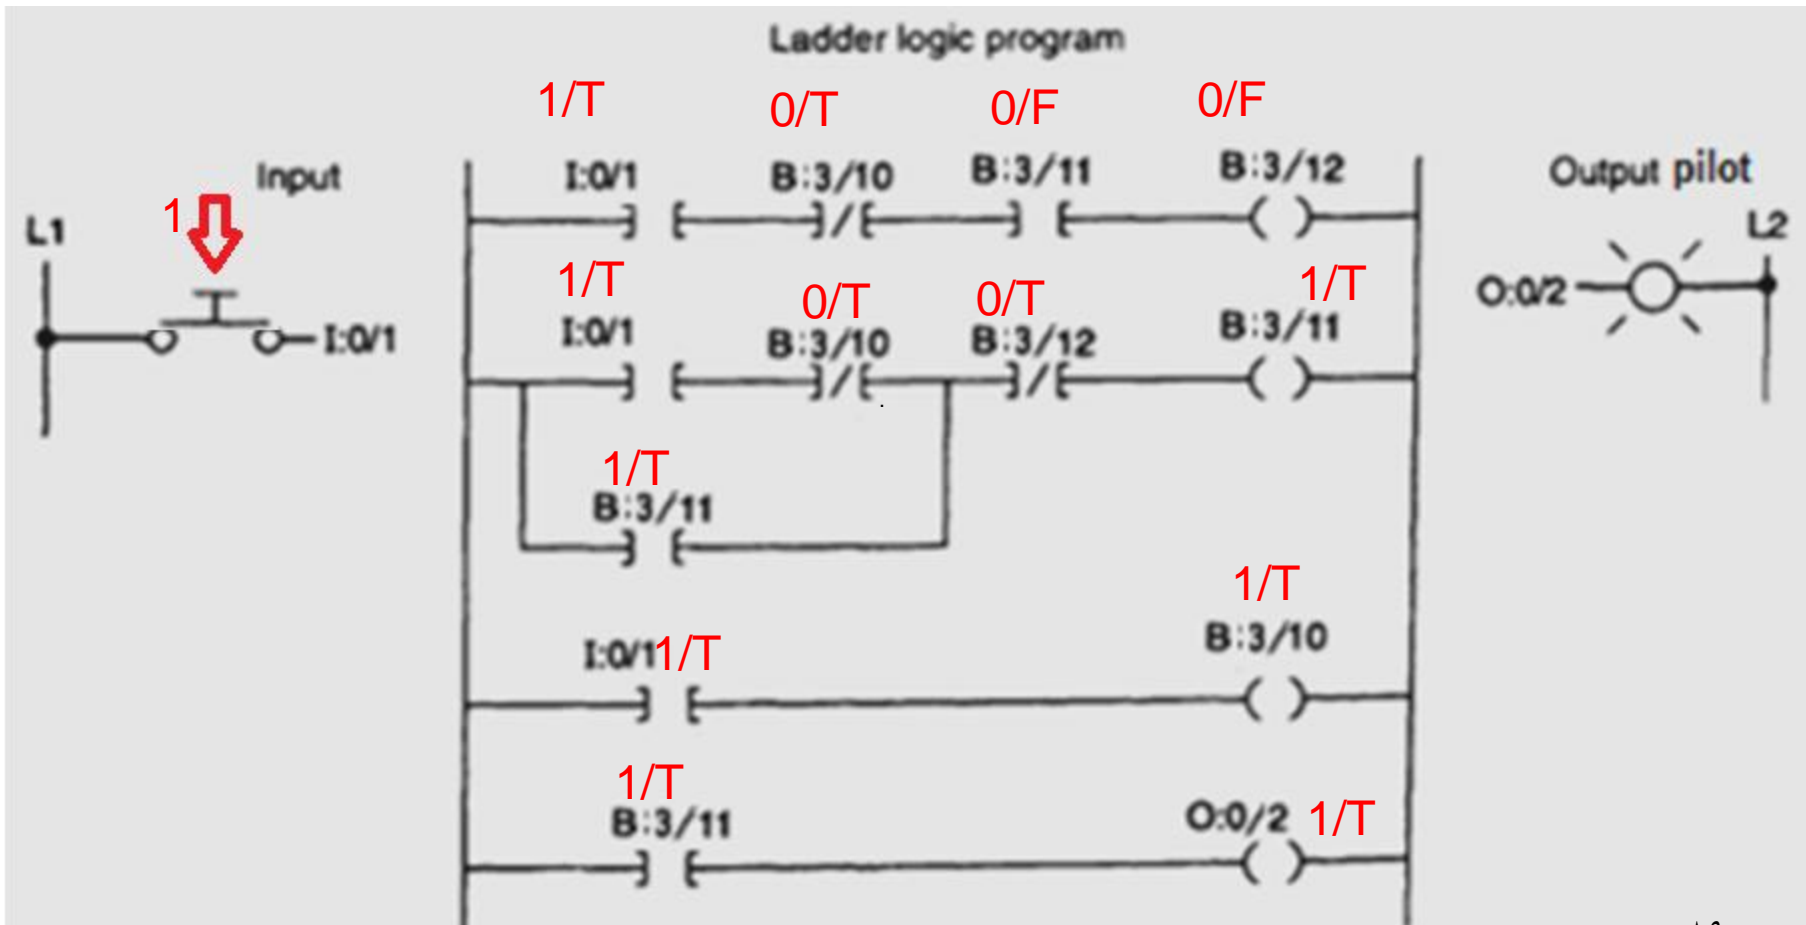 Ladder logic program
1/T 0/T 0/F 0/F
Input I:0/1 B:3/10 B:3/11 B:3/12 Output pilot
1
L1 L2
1/T 0/T 0/T 1/T
I:0/1 I:0/1 B:3/10 B:3/12 B:3/11 O:0/2
1/T
B:3/11
1/T
B:3/10
I:0/1 1/T
1/T
B:3/11 O:0/2 1/T